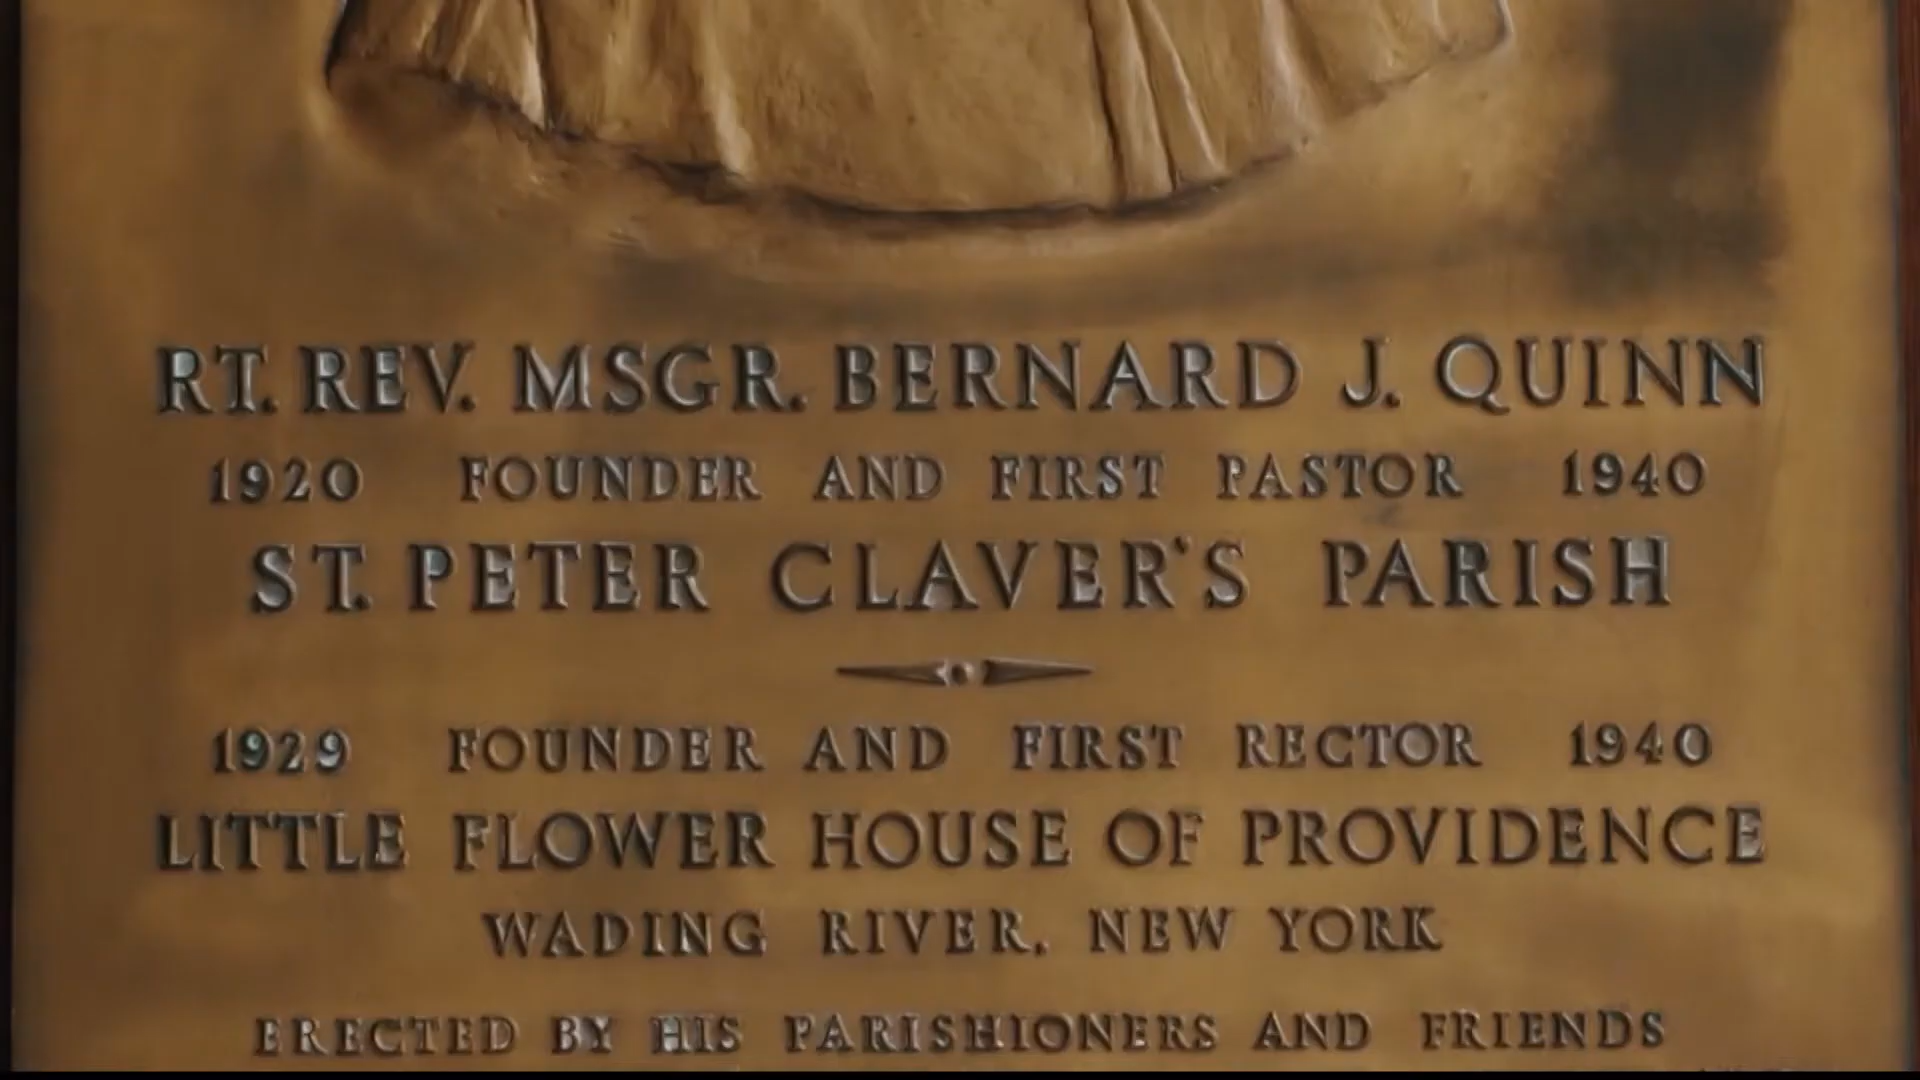 RT. REV. MSGR. BERNARD J. QUINN
1920 FOUNDER AND FIRST PASTOR 1940
ST. PETER CLAVER'S PARISH
1929 FOUNDER AND FIRST RECTOR 1940
LITTLE FLOWER HOUSE OF PROVIDENCE
WADING RIVER, NEW YORK
ERECTED BY HIS PARISHIONERS AND FRIENDS